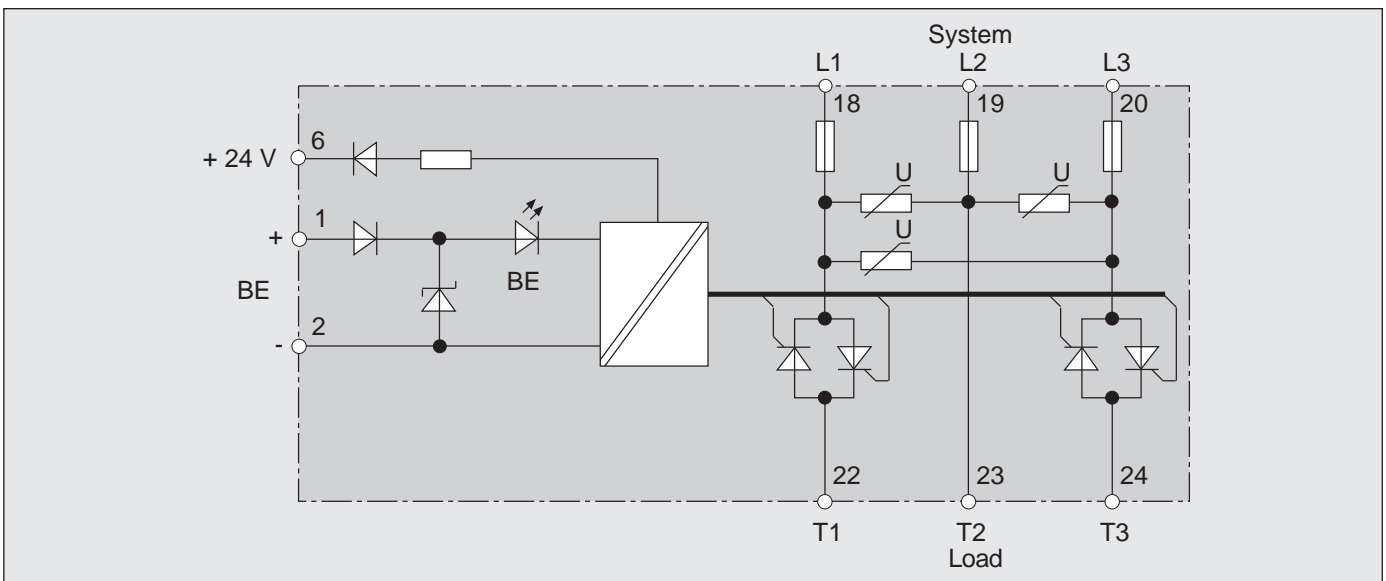 System
L1 L2 L3
18 19 20
6
+ 24 V
U U
1
+
U
BE
BE
2
-
22 23 24
T1 T2 T3
Load